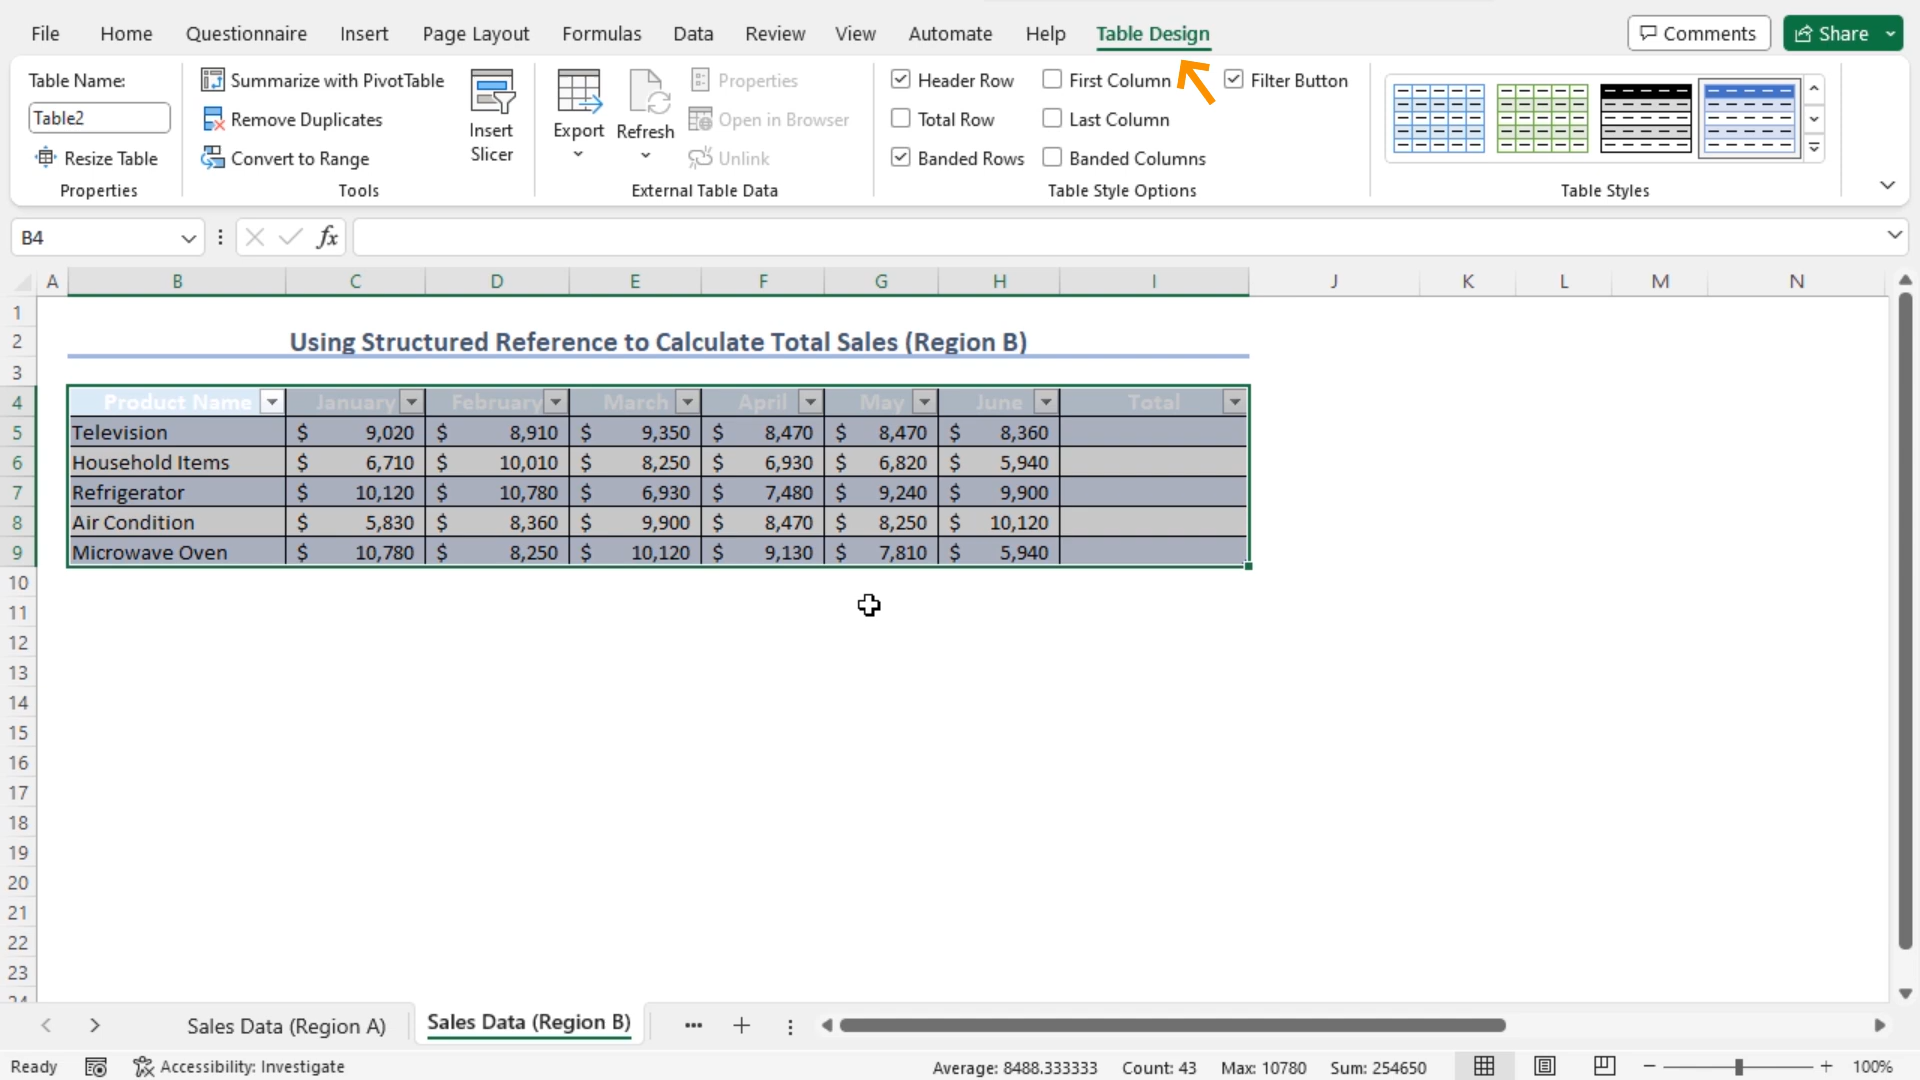 File Home Questionnaire Insert Page Layout Formulas Data Review View Automate Help Table Design Comments Share
Table Name:
Table2
Resize Table
Properties
Summarize with PivotTable
Remove Duplicates
Convert to Range
Tools
Insert
Slicer
Export
Refresh
Properties
Open in Browser
Unlink
External Table Data
Header Row First Column Filter Button
Total Row Last Column
Banded Rows Banded Columns
Table Style Options
Table Styles
B4 fx
A B C D E F G H I J K L M N
1
2 Using Structured Reference to Calculate Total Sales (Region B)
3
4 Product Name January February March April May June Total
5 Television $ 9,020 $ 8,910 $ 9,350 $ 8,470 $ 8,470 $ 8,360
6 Household Items $ 6,710 $ 10,010 $ 8,250 $ 6,930 $ 6,820 $ 5,940
7 Refrigerator $ 10,120 $ 10,780 $ 6,930 $ 7,480 $ 9,240 $ 9,900
8 Air Condition $ 5,830 $ 8,360 $ 9,900 $ 8,470 $ 8,250 $ 10,120
9 Microwave Oven $ 10,780 $ 8,250 $ 10,120 $ 9,130 $ 7,810 $ 5,940
10
11
12
13
14
15
16
17
18
19
20
21
22
23
24
Sales Data (Region A) Sales Data (Region B)
Ready Accessibility: Investigate Average: 8488.333333 Count: 43 Max: 10780 Sum: 254650 100%